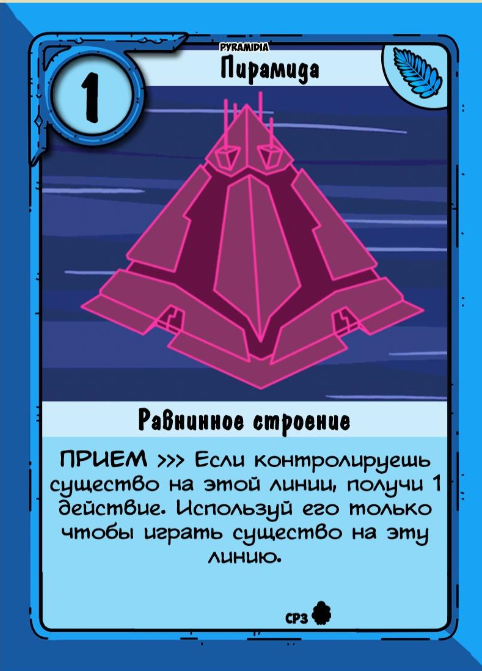 PYRAMIDIA
1
Пирамида
Равнинное строение
ПРИЕМ >>> Если контролируешь
существо на этой линии, получи 1
действие. Используй его только
чтобы играть существо на эту
линию.
CP3